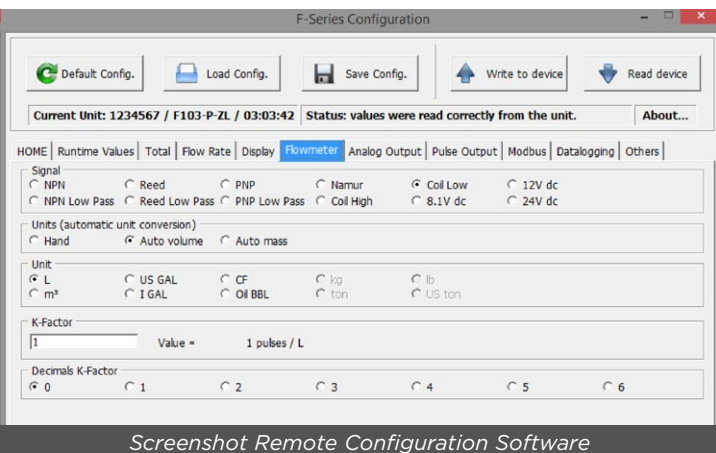 F-Series Configuration
Default Config. Load Config. Save Config. Write to device Read device
Current Unit: 1234567 / F103-P-ZL / 03:03:42 Status: values were read correctly from the unit. About...
HOME Runtime Values Total Flow Rate Display Flowmeter Analog Output Pulse Output Modbus Datalogging Others
Signal
NPN Reed PNP Namur Coil Low 12V dc
NPN Low Pass Reed Low Pass PNP Low Pass Coil High 8.1V dc 24V dc
Units (automatic unit conversion)
Hand Auto volume Auto mass
Unit
L US GAL CF kg lb
m³ I GAL Oil BBL ton US ton
K-Factor
1 Value = 1 pulses / L
Decimals K-Factor
0 1 2 3 4 5 6
Screenshot Remote Configuration Software